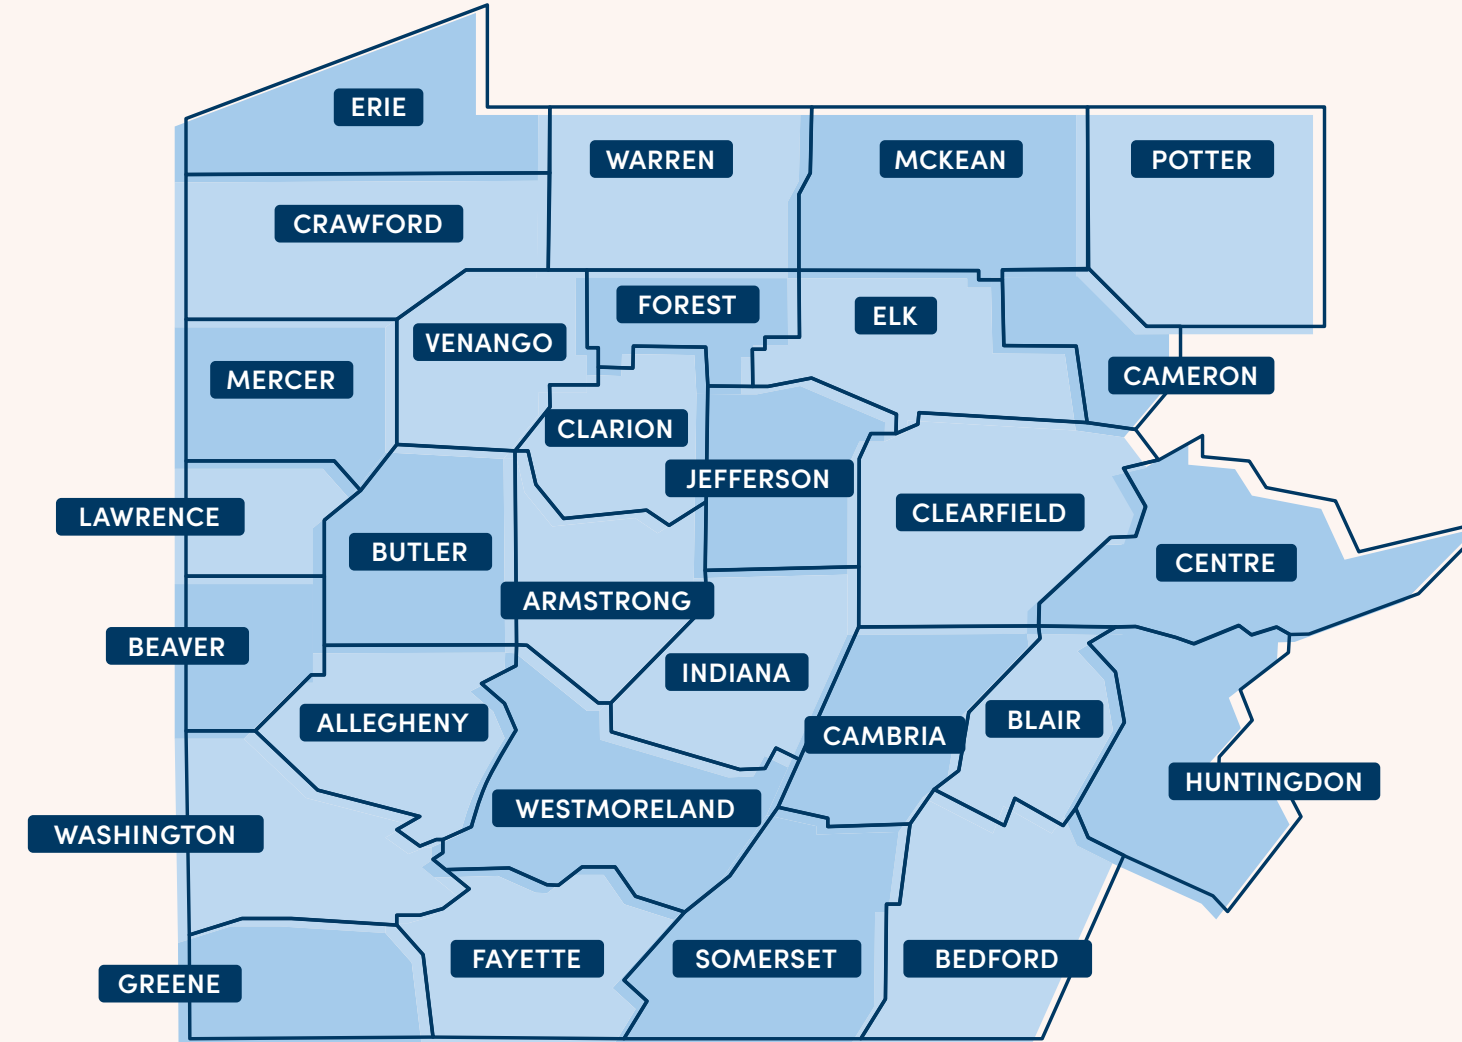 ERIE
WARREN
MCKEAN
POTTER
CRAWFORD
FOREST
ELK
VENANGO
CAMERON
MERCER
CLARION
JEFFERSON
CLEARFIELD
LAWRENCE
BUTLER
CENTRE
ARMSTRONG
BEAVER
INDIANA
ALLEGHENY
BLAIR
CAMBRIA
HUNTINGDON
WESTMORELAND
WASHINGTON
FAYETTE
SOMERSET
BEDFORD
GREENE